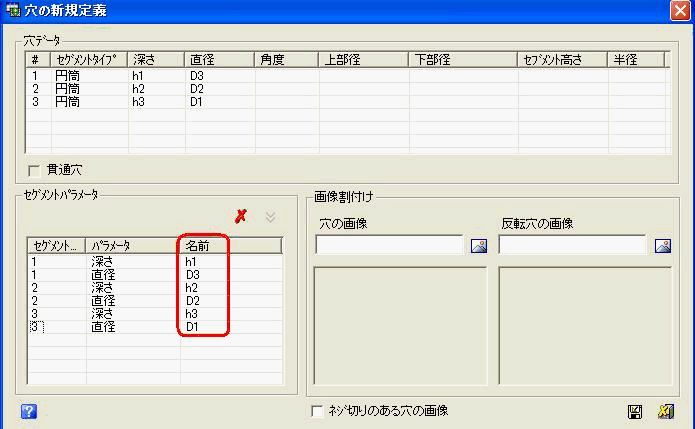 穴の新規定義
穴データ
# セグメントタイプ 深さ 直径 角度 上部径 下部径 セグメント高さ 半径
1 円筒 h1 D3
2 円筒 h2 D2
3 円筒 h3 D1
貫通穴
セグメントパラメータ
セグメント... パラメータ 名前
1 深さ h1
1 直径 D3
2 深さ h2
2 直径 D2
3 深さ h3
3 直径 D1
画像割付け
穴の画像 反転穴の画像
ネジ切りのある穴の画像